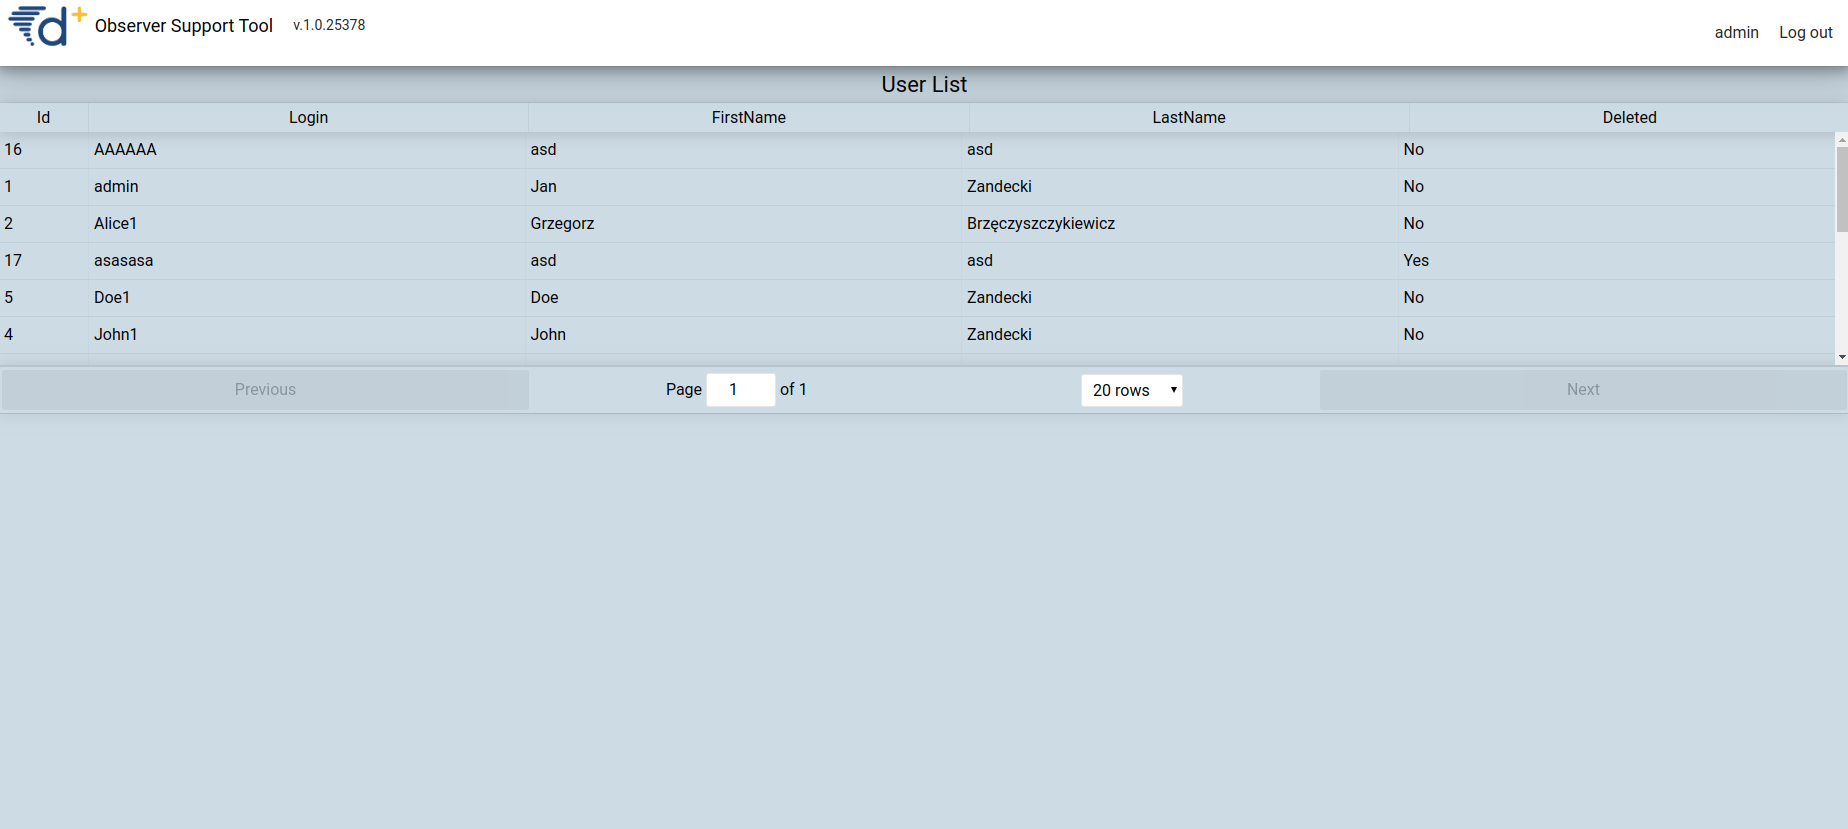 d+ Observer Support Tool v.1.0.25378 admin Log out
User List
Id Login FirstName LastName Deleted
16 AAAAAA asd asd No
1 admin Jan Zandecki No
2 Alice1 Grzegorz Brzęczyszczykiewicz No
17 asasasa asd asd Yes
5 Doe1 Doe Zandecki No
4 John1 John Zandecki No
Previous Page 1 of 1 20 rows Next